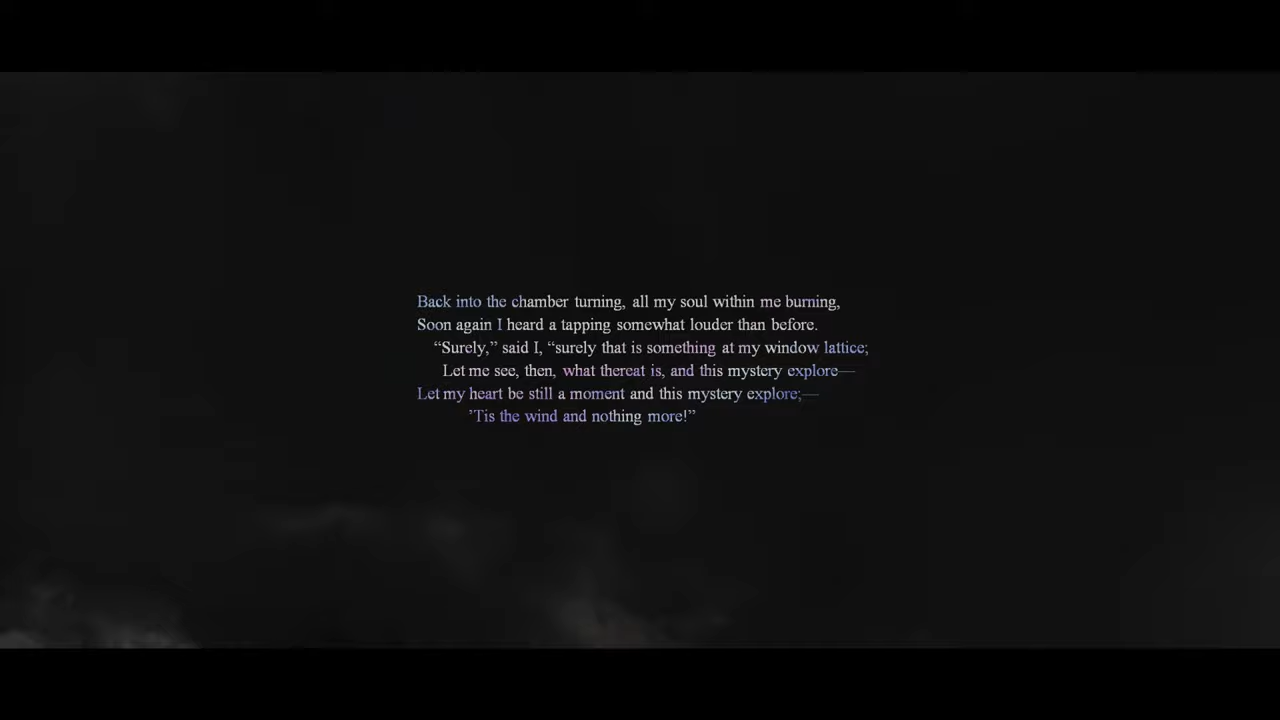 Back into the chamber turning, all my soul within me burning,
Soon again I heard a tapping somewhat louder than before.
“Surely,” said I, “surely that is something at my window lattice;
Let me see, then, what thereat is, and this mystery explore—
Let my heart be still a moment and this mystery explore;—
’Tis the wind and nothing more!”